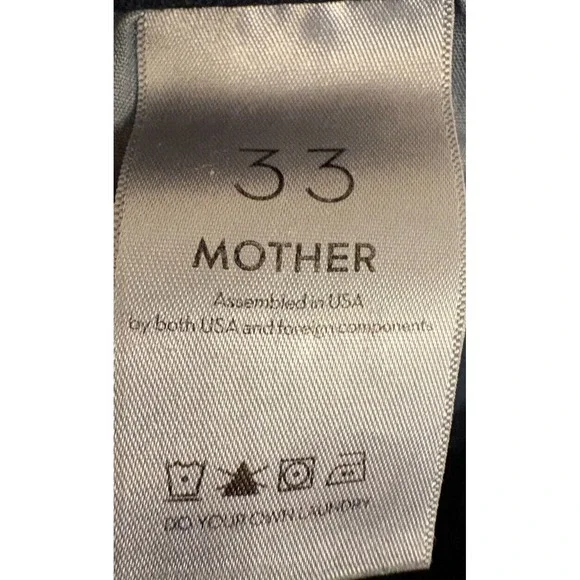 33
MOTHER
Assembled in USA
by both USA and foreign components
DO YOUR OWN LAUNDRY